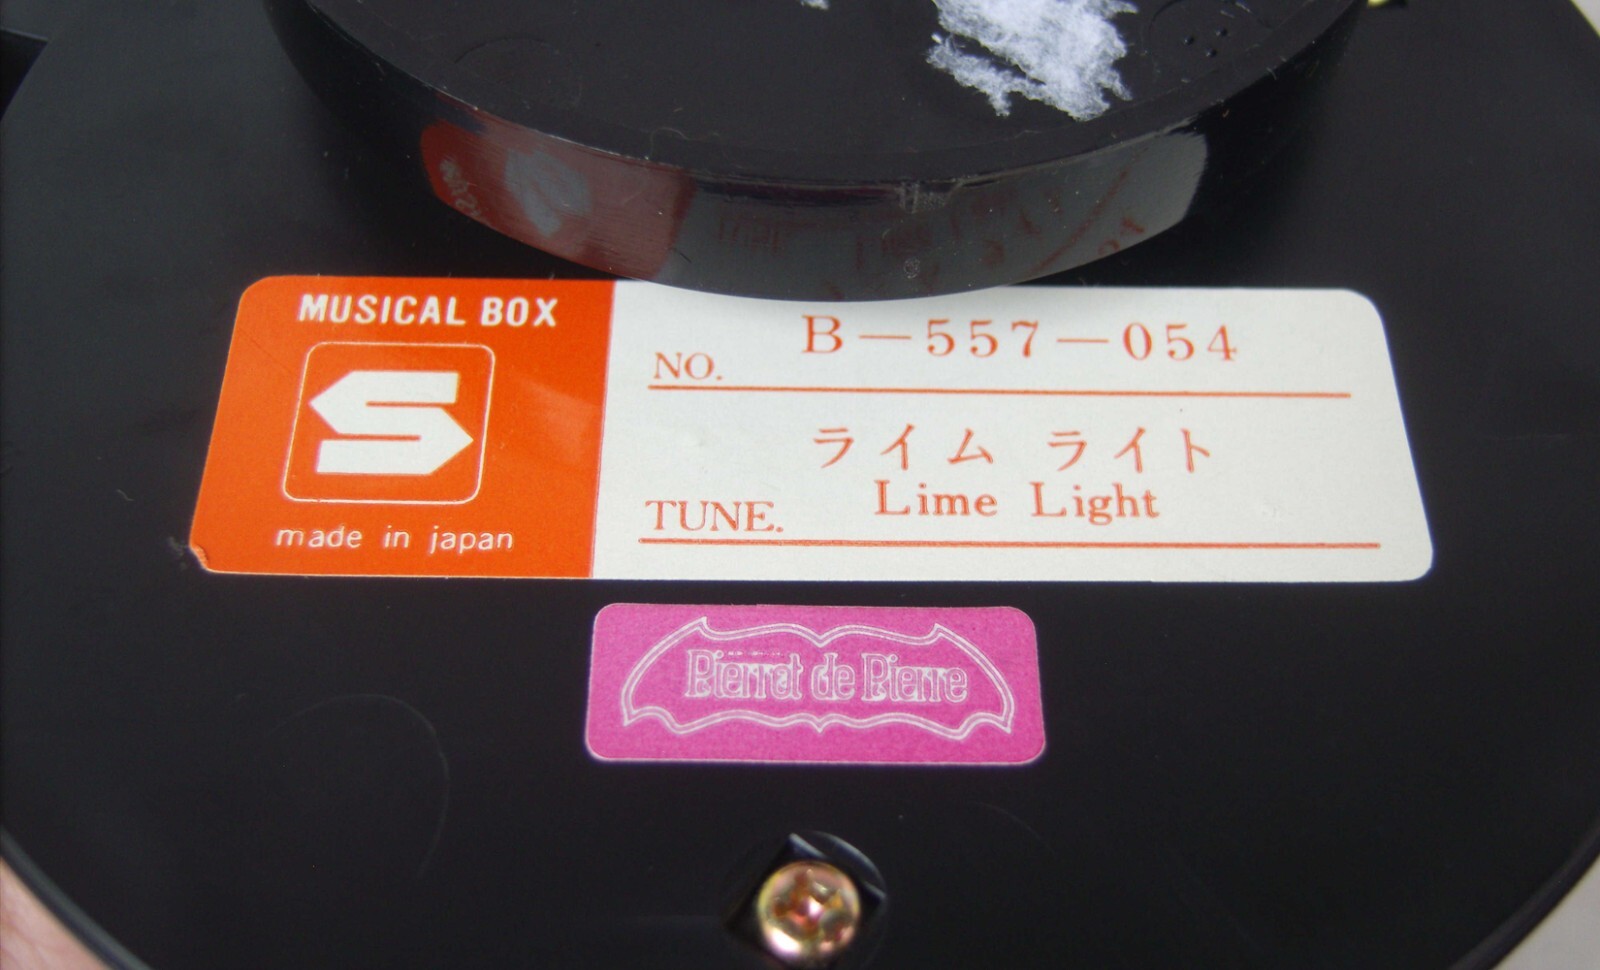 MUSICAL BOX
S
made in japan
NO. B-557-054
ライム ライト
TUNE. Lime Light
Pierret de Pierre